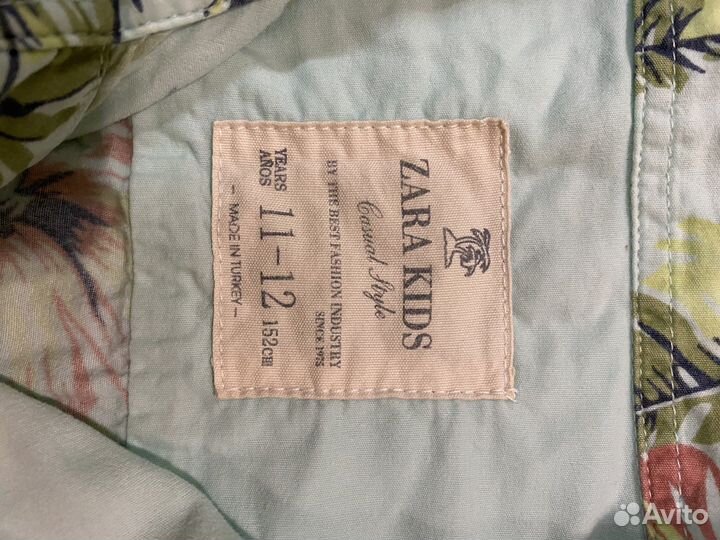 ZARA KIDS
Casual Style
BY THE BEST FASHION INDUSTRY
SINCE 1975
YEARS
AÑOS
11-12
152CM
- MADE IN TURKEY -
Avito